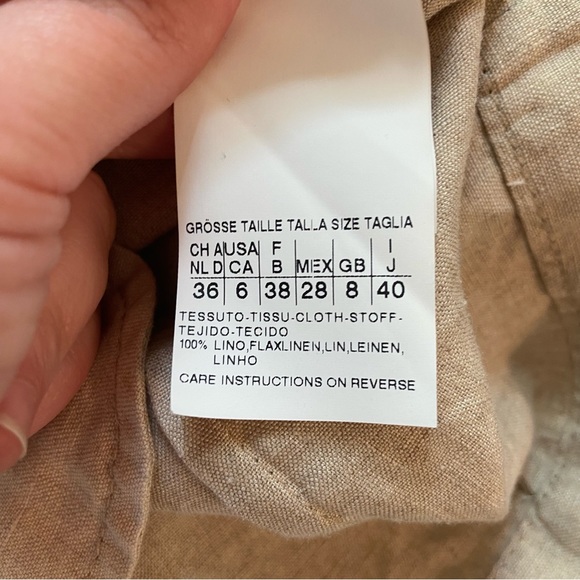 GRÖSSE TAILLE TALLA SIZE TAGLIA
CH A USA F I
NL D CA B MEX GB J
36 6 38 28 8 40
TESSUTO-TISSU-CLOTH-STOFF-
TEJIDO-TECIDO
100% LINO,FLAXLINEN,LIN,LEINEN,
LINHO
CARE INSTRUCTIONS ON REVERSE